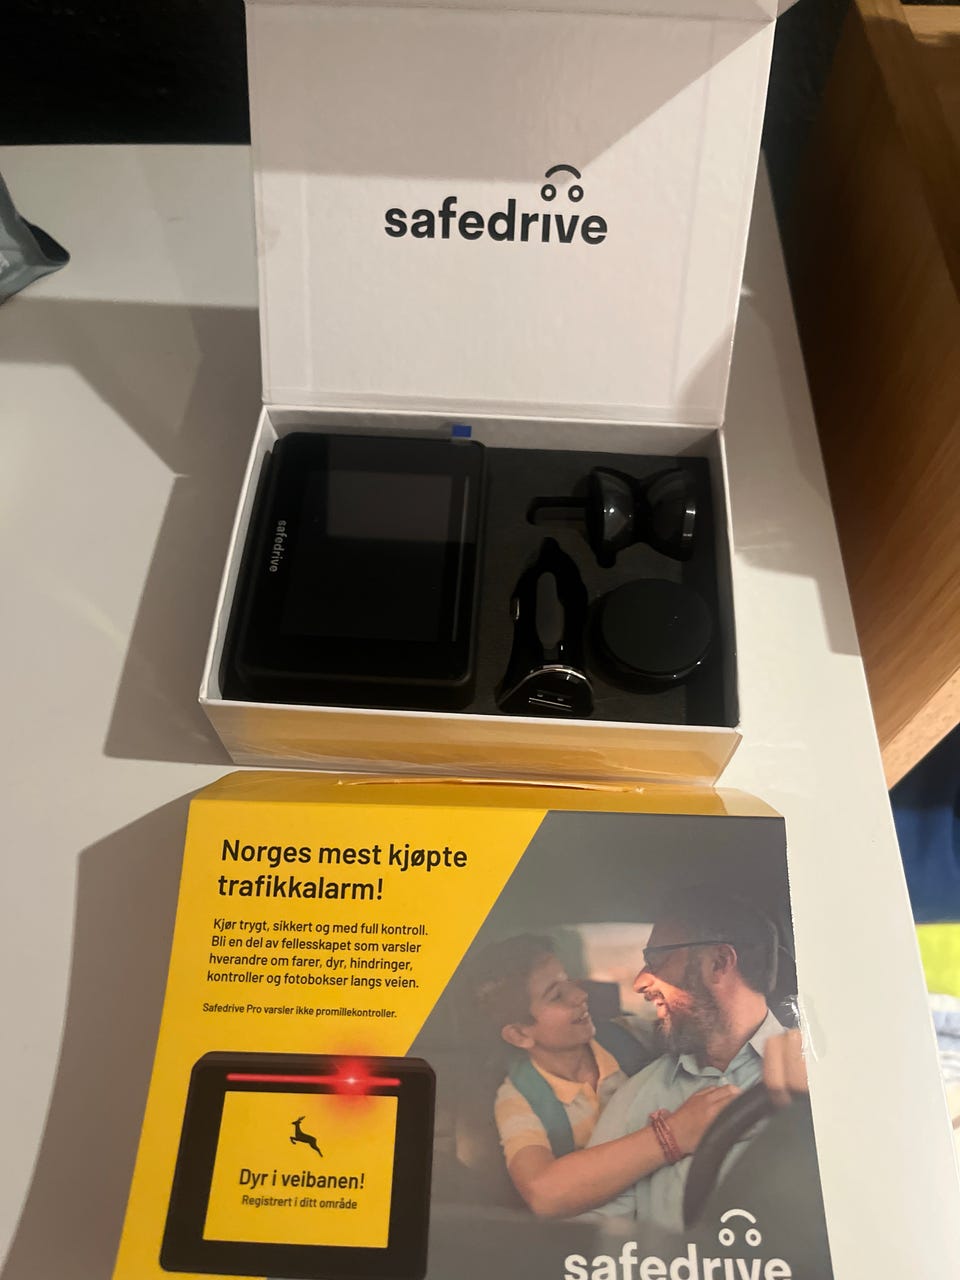 safedrive
safedrive
Norges mest kjøpte
trafikkalarm!
Kjør trygt, sikkert og med full kontroll.
Bli en del av fellesskapet som varsler
hverandre om farer, dyr, hindringer,
kontroller og fotobokser langs veien.
Safedrive Pro varsler ikke promillekontroller.
Dyr i veibanen!
Registrert i ditt område
safedrive